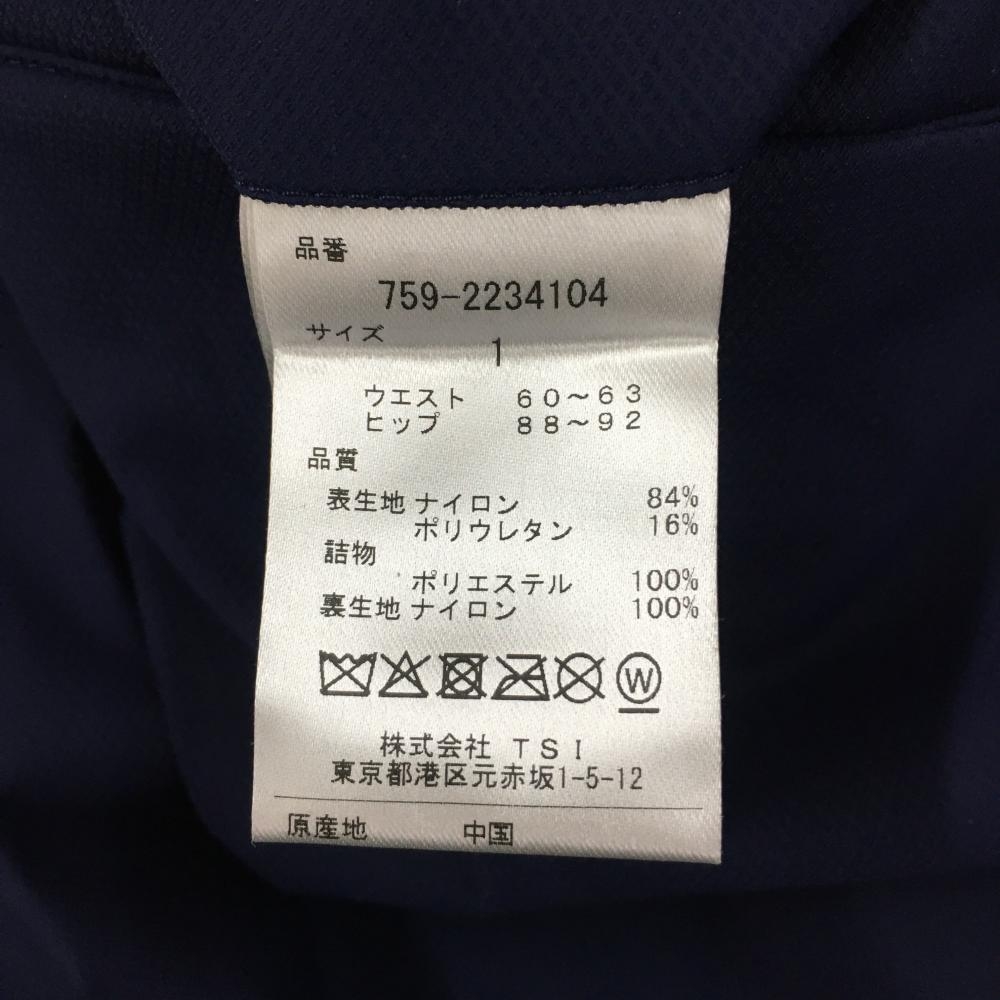 品番
759-2234104
サイズ
1
ウエスト 60～63
ヒップ 88～92
品質
表生地 ナイロン 84%
ポリウレタン 16%
詰物
ポリエステル 100%
裏生地 ナイロン 100%
W
株式会社 TSI
東京都港区元赤坂1-5-12
原産地 中国